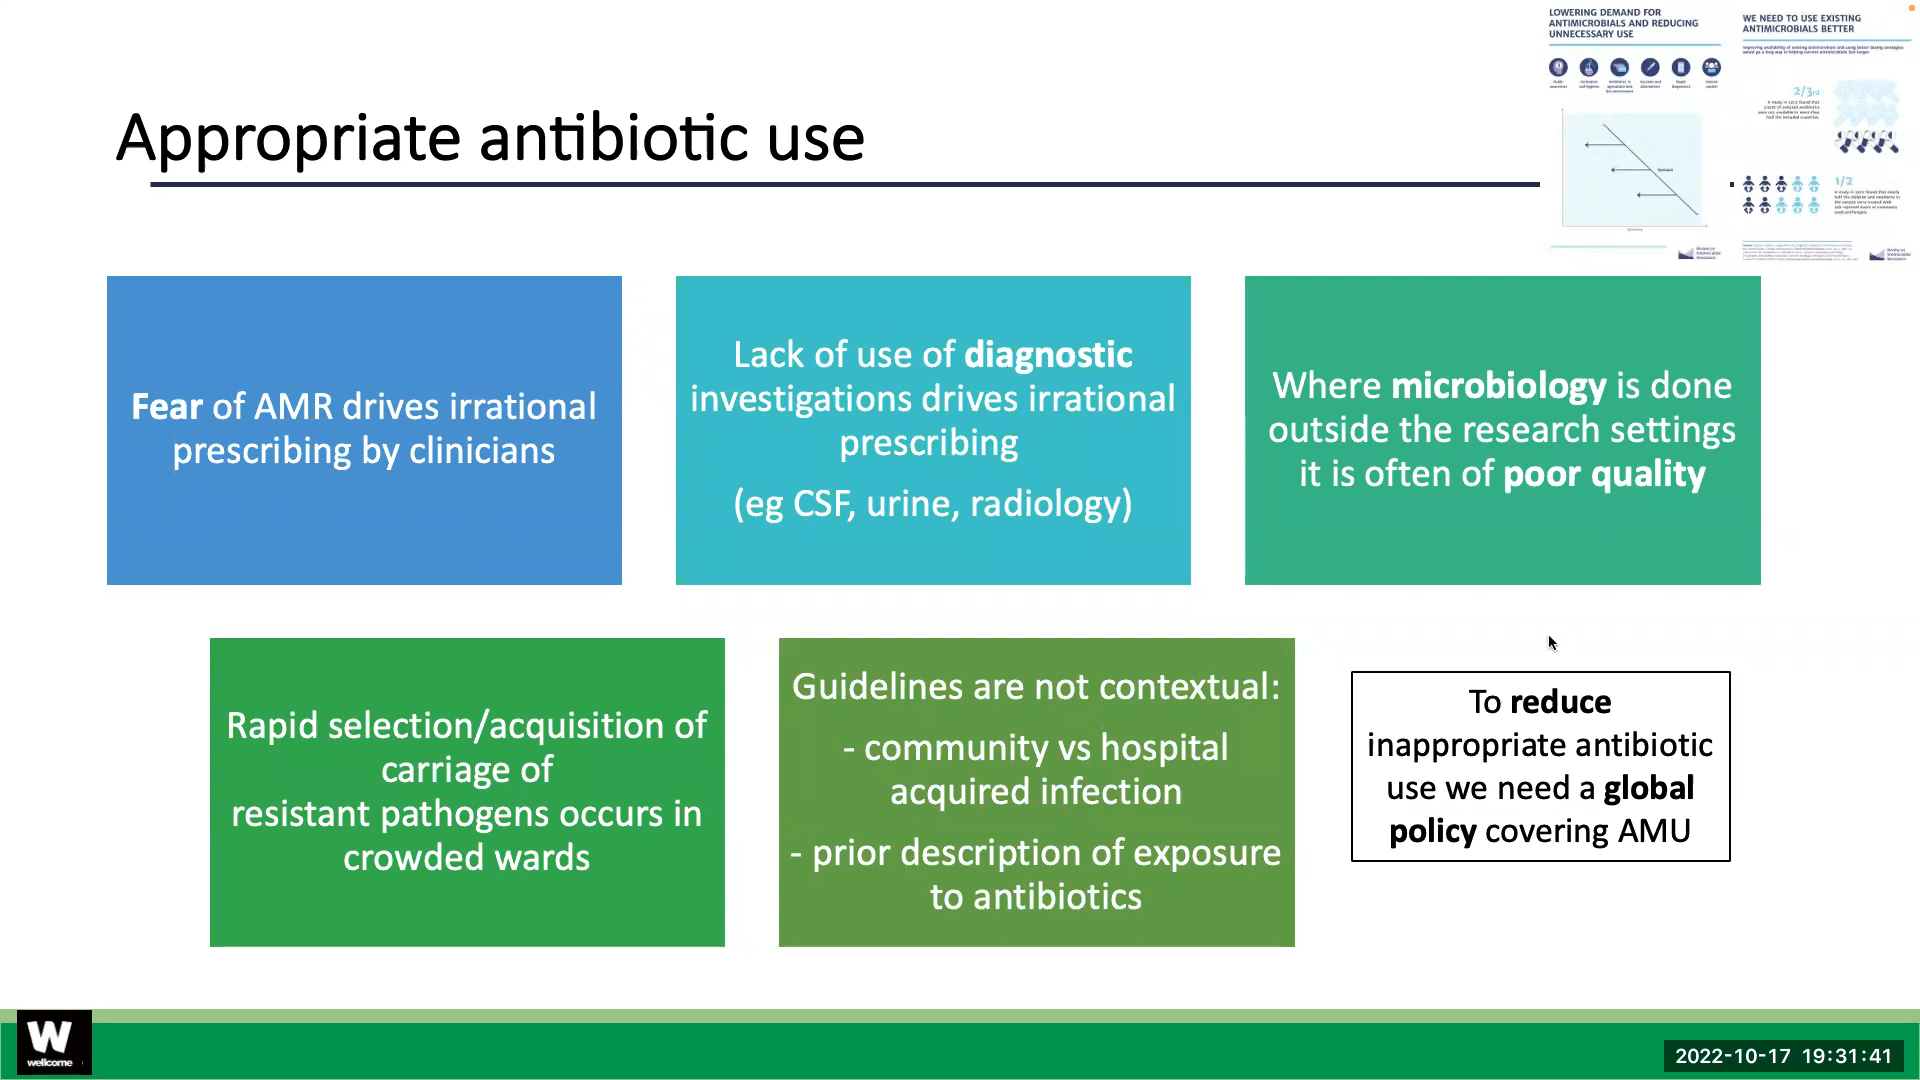 LOWERING DEMAND FOR
ANTIMICROBIALS AND REDUCING
UNNECESSARY USE
WE NEED TO USE EXISTING
ANTIMICROBIALS BETTER
2/3
1/2
Demand
Appropriate antibiotic use
Fear of AMR drives irrational
prescribing by clinicians
Lack of use of diagnostic
investigations drives irrational
prescribing
(eg CSF, urine, radiology)
Where microbiology is done
outside the research settings
it is often of poor quality
Rapid selection/acquisition of
carriage of
resistant pathogens occurs in
crowded wards
Guidelines are not contextual:
- community vs hospital
acquired infection
- prior description of exposure
to antibiotics
To reduce
inappropriate antibiotic
use we need a global
policy covering AMU
W
wellcome
2022-10-17 19:31:41